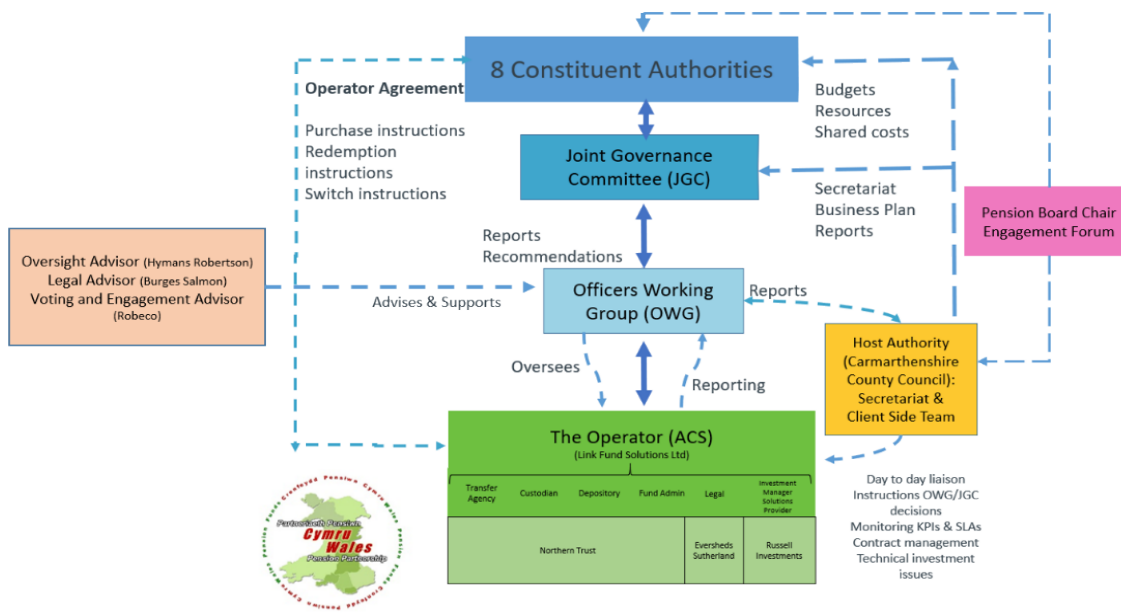 8 Constituent Authorities
Operator Agreement
Purchase instructions
Redemption
instructions
Switch instructions
Budgets
Resources
Shared costs
Joint Governance
Committee (JGC)
Secretariat
Business Plan
Reports
Pension Board Chair
Engagement Forum
Oversight Advisor (Hymans Robertson)
Legal Advisor (Burges Salmon)
Voting and Engagement Advisor
(Robeco)
Advises & Supports
Reports
Recommendations
Officers Working
Group (OWG)
Reports
Host Authority
(Carmarthenshire
County Council):
Secretariat &
Client Side Team
Oversees
Reporting
The Operator (ACS)
(Link Fund Solutions Ltd)
Transfer
Agency
Custodian
Depository
Fund Admin
Legal
Investment
Manager
Solutions
Provider
Northern Trust
Eversheds
Sutherland
Russell
Investments
Day to day liaison
Instructions OWG/JGC
decisions
Monitoring KPIs & SLAs
Contract management
Technical investment
issues
Partneriaeth Pensiwn
Cymru
Wales
Pension Partnership